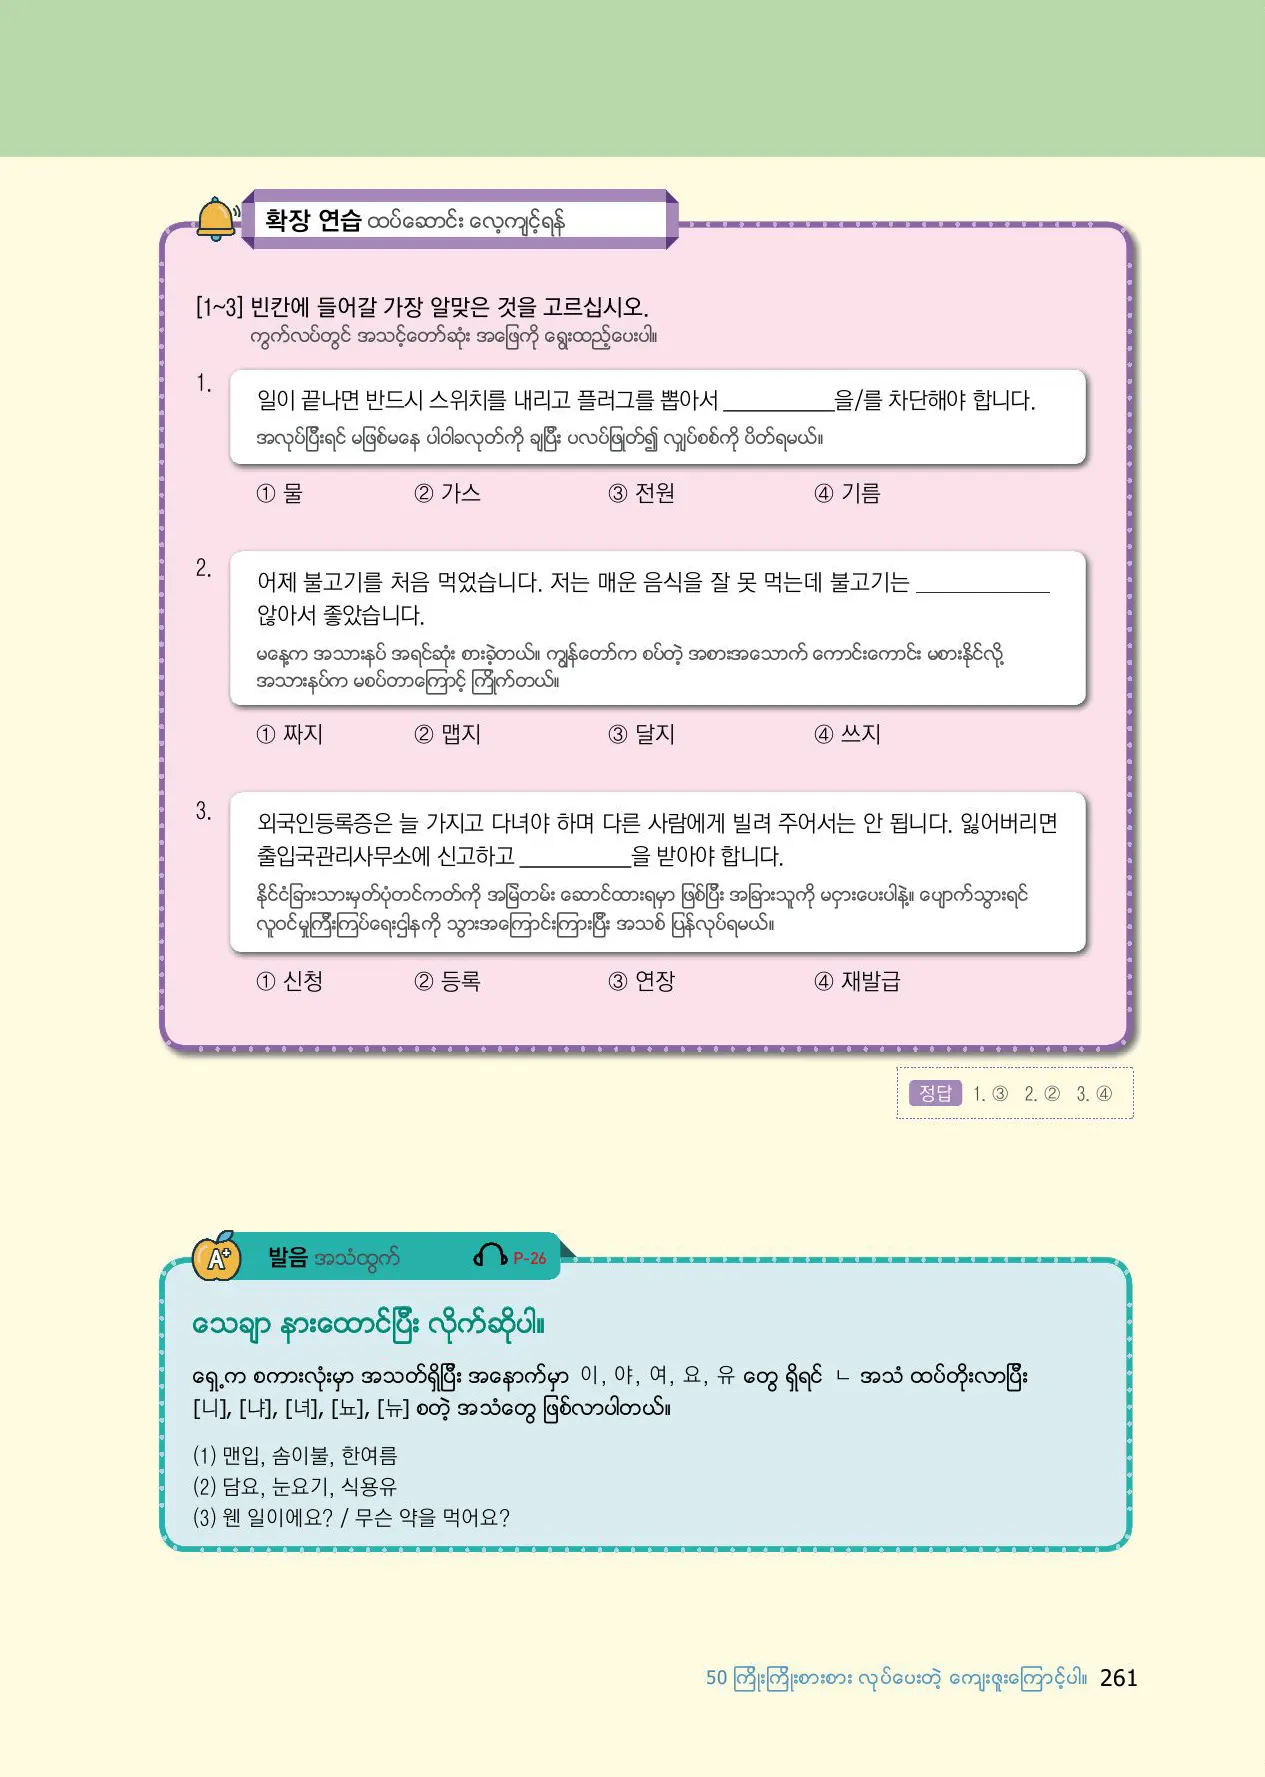 확장 연습 ထပ်ဆောင်း လေ့ကျင့်ရန်
[1~3] 빈칸에 들어갈 가장 알맞은 것을 고르십시오.
ကွက်လပ်တွင် အသင့်တော်ဆုံး အဖြေကို ရွေးထည့်ပေးပါ။
1.
일이 끝나면 반드시 스위치를 내리고 플러그를 뽑아서 __________을/를 차단해야 합니다.
အလုပ်ပြီးရင် မဖြစ်မနေ ပါဝါခလုတ်ကို ချပြီး ပလပ်ဖြုတ်၍ လျှပ်စစ်ကို ပိတ်ရမယ်။
① 물 ② 가스 ③ 전원 ④ 기름
2.
어제 불고기를 처음 먹었습니다. 저는 매운 음식을 잘 못 먹는데 불고기는 ____________
않아서 좋았습니다.
မနေ့က အသားနပ် အရင်ဆုံး စားခဲ့တယ်။ ကျွန်တော်က စပ်တဲ့ အစားအသောက် ကောင်းကောင်း မစားနိုင်လို့
အသားနပ်က မစပ်တာကြောင့် ကြိုက်တယ်။
① 짜지 ② 맵지 ③ 달지 ④ 쓰지
3.
외국인등록증은 늘 가지고 다녀야 하며 다른 사람에게 빌려 주어서는 안 됩니다. 잃어버리면
출입국관리사무소에 신고하고 __________을 받아야 합니다.
နိုင်ငံခြားသားမှတ်ပုံတင်ကတ်ကို အမြဲတမ်း ဆောင်ထားရမှာ ဖြစ်ပြီး အခြားသူကို မငှားပေးပါနဲ့။ ပျောက်သွားရင်
လူဝင်မှုကြီးကြပ်ရေးဌာနကို သွားအကြောင်းကြားပြီး အသစ် ပြန်လုပ်ရမယ်။
① 신청 ② 등록 ③ 연장 ④ 재발급
정답 1. ③ 2. ② 3. ④
A+ 발음 အသံထွက် P-26
သေချာ နားထောင်ပြီး လိုက်ဆိုပါ။
ရှေ့က စကားလုံးမှာ အသတ်ရှိပြီး အနောက်မှာ 이, 야, 여, 요, 유 တွေ ရှိရင် ㄴ အသံ ထပ်တိုးလာပြီး
[니], [냐], [녀], [뇨], [뉴] စတဲ့ အသံတွေ ဖြစ်လာပါတယ်။
(1) 맨입, 솜이불, 한여름
(2) 담요, 눈요기, 식용유
(3) 웬 일이에요? / 무슨 약을 먹어요?
50 ကြိုးကြိုးစားစား လုပ်ပေးတဲ့ ကျေးဇူးကြောင့်ပါ။ 261